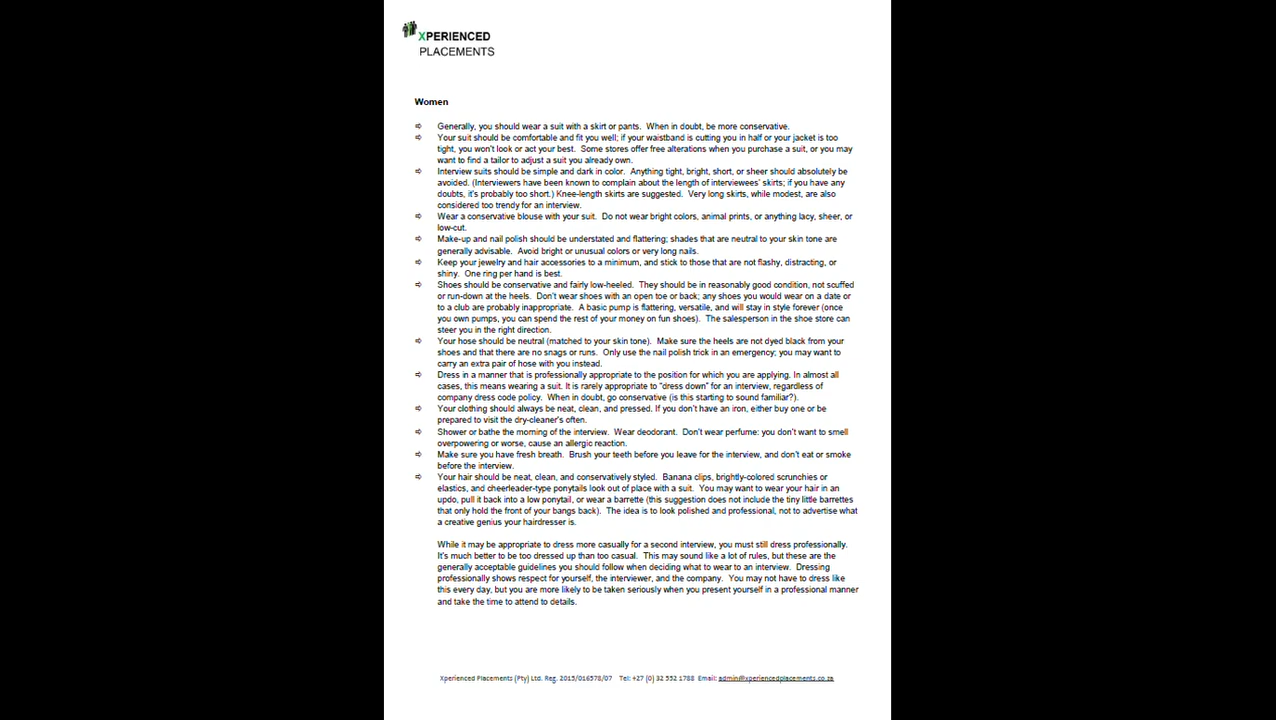 XPERIENCED
PLACEMENTS
Women
⇨ Generally, you should wear a suit with a skirt or pants. When in doubt, be more conservative.
⇨ Your suit should be comfortable and fit you well; if your waistband is cutting you in half or your jacket is too
tight, you won't look or act your best. Some stores offer free alterations when you purchase a suit, or you may
want to find a tailor to adjust a suit you already own.
⇨ Interview suits should be simple and dark in color. Anything tight, bright, short, or sheer should absolutely be
avoided. (Interviewers have been known to complain about the length of interviewees' skirts; if you have any
doubts, it's probably too short.) Knee-length skirts are suggested. Very long skirts, while modest, are also
considered too trendy for an interview.
⇨ Wear a conservative blouse with your suit. Do not wear bright colors, animal prints, or anything lacy, sheer, or
low-cut.
⇨ Make-up and nail polish should be understated and flattering; shades that are neutral to your skin tone are
generally advisable. Avoid bright or unusual colors or very long nails.
⇨ Keep your jewelry and hair accessories to a minimum, and stick to those that are not flashy, distracting, or
shiny. One ring per hand is best.
⇨ Shoes should be conservative and fairly low-heeled. They should be in reasonably good condition, not scuffed
or run-down at the heels. Don't wear shoes with an open toe or back; any shoes you would wear on a date or
to a club are probably inappropriate. A basic pump is flattering, versatile, and will stay in style forever (once
you own pumps, you can spend the rest of your money on fun shoes). The salesperson in the shoe store can
steer you in the right direction.
⇨ Your hose should be neutral (matched to your skin tone). Make sure the heels are not dyed black from your
shoes and that there are no snags or runs. Only use the nail polish trick in an emergency; you may want to
carry an extra pair of hose with you instead.
⇨ Dress in a manner that is professionally appropriate to the position for which you are applying. In almost all
cases, this means wearing a suit. It is rarely appropriate to "dress down" for an interview, regardless of
company dress code policy. When in doubt, go conservative (is this starting to sound familiar?).
⇨ Your clothing should always be neat, clean, and pressed. If you don't have an iron, either buy one or be
prepared to visit the dry-cleaner's often.
⇨ Shower or bathe the morning of the interview. Wear deodorant. Don't wear perfume: you don't want to smell
overpowering or worse, cause an allergic reaction.
⇨ Make sure you have fresh breath. Brush your teeth before you leave for the interview, and don't eat or smoke
before the interview.
⇨ Your hair should be neat, clean, and conservatively styled. Banana clips, brightly-colored scrunchies or
elastics, and cheerleader-type ponytails look out of place with a suit. You may want to wear your hair in an
updo, pull it back into a low ponytail, or wear a barrette (this suggestion does not include the tiny little barrettes
that only hold the front of your bangs back). The idea is to look polished and professional, not to advertise what
a creative genius your hairdresser is.
While it may be appropriate to dress more casually for a second interview, you must still dress professionally.
It's much better to be too dressed up than too casual. This may sound like a lot of rules, but these are the
generally acceptable guidelines you should follow when deciding what to wear to an interview. Dressing
professionally shows respect for yourself, the interviewer, and the company. You may not have to dress like
this every day, but you are more likely to be taken seriously when you present yourself in a professional manner
and take the time to attend to details.
Xperienced Placements (Pty) Ltd. Reg. 2015/016578/07 Tel: +27 (0) 32 552 1788 Email: admin@xperiencedplacements.co.za